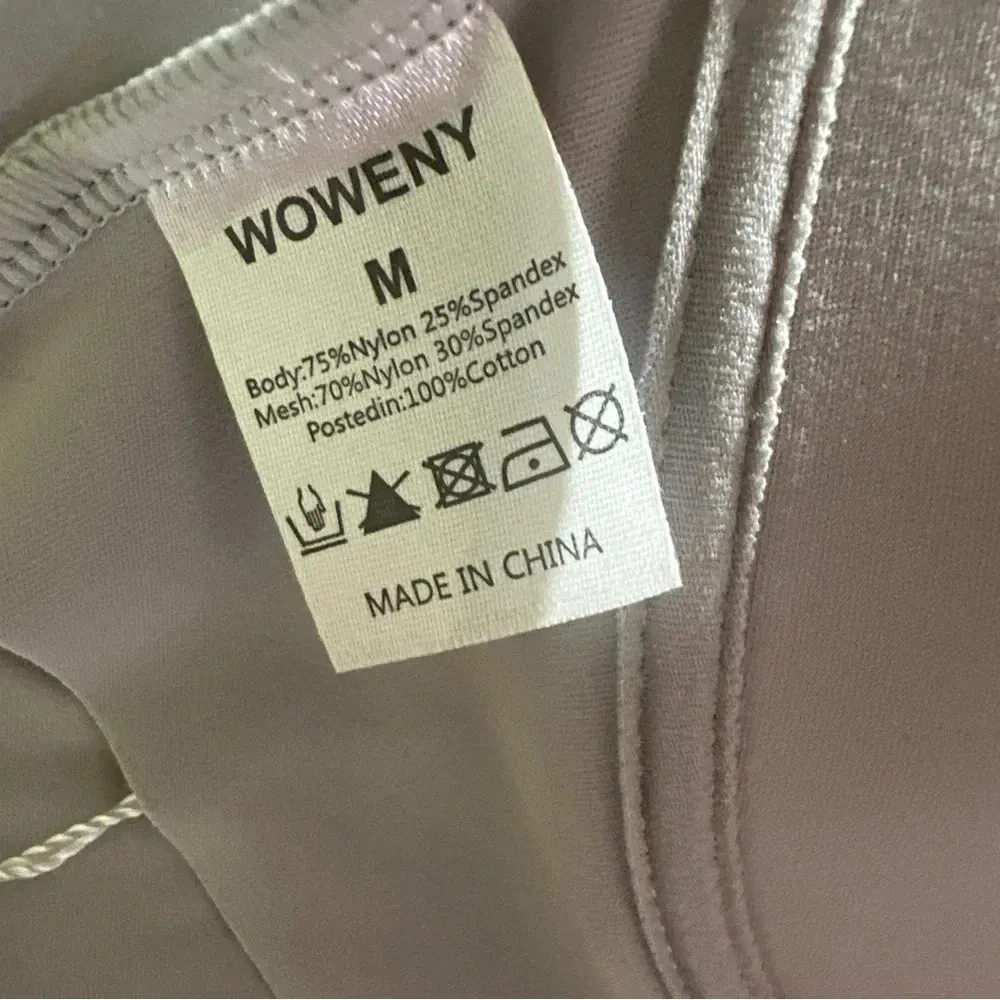 WOWENY
M
Body:75%Nylon 25%Spandex
Mesh:70%Nylon 30%Spandex
Postedin:100%Cotton
MADE IN CHINA